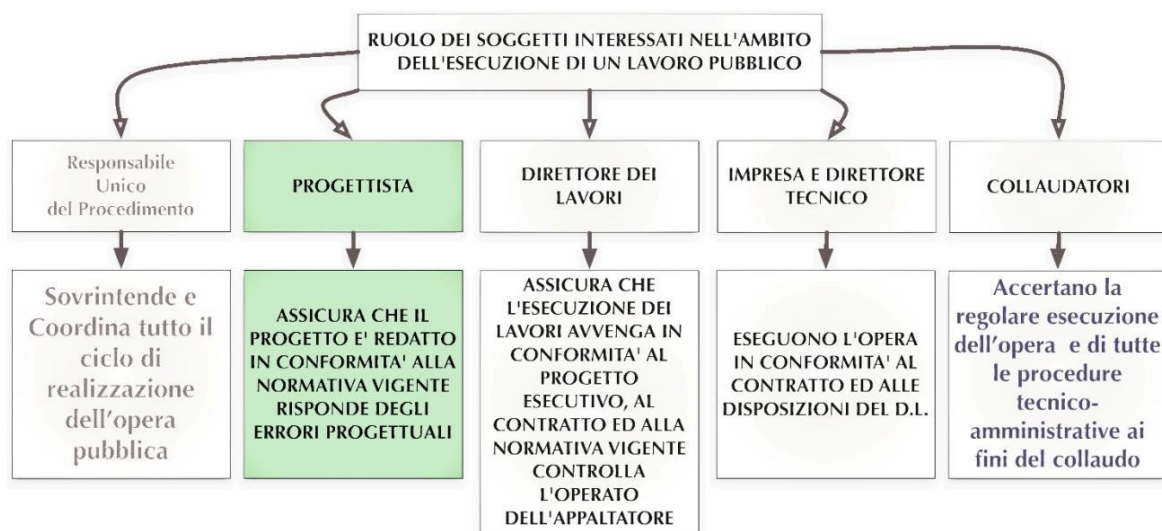 RUOLO DEI SOGGETTI INTERESSATI NELL'AMBITO
DELL'ESECUZIONE DI UN LAVORO PUBBLICO
Responsabile
Unico
del Procedimento
PROGETTISTA
DIRETTORE DEI
LAVORI
IMPRESA E DIRETTORE
TECNICO
COLLAUDATORI
Sovrintende e
Coordina tutto il
ciclo di
realizzazione
dell'opera
pubblica
ASSICURA CHE IL
PROGETTO E' REDATTO
IN CONFORMITA' ALLA
NORMATIVA VIGENTE
RISPONDE DEGLI
ERRORI PROGETTUALI
ASSICURA CHE
L'ESECUZIONE DEI
LAVORI AVVENGA IN
CONFORMITA' AL
PROGETTO
ESECUTIVO, AL
CONTRATTO ED ALLA
NORMATIVA VIGENTE
CONTROLLA
L'OPERATO
DELL'APPALTATORE
ESEGUONO L'OPERA
IN CONFORMITA' AL
CONTRATTO ED ALLE
DISPOSIZIONI DEL D.L.
Accertano la
regolare esecuzione
dell'opera e di tutte
le procedure
tecnico-
amministrative ai
fini del collaudo